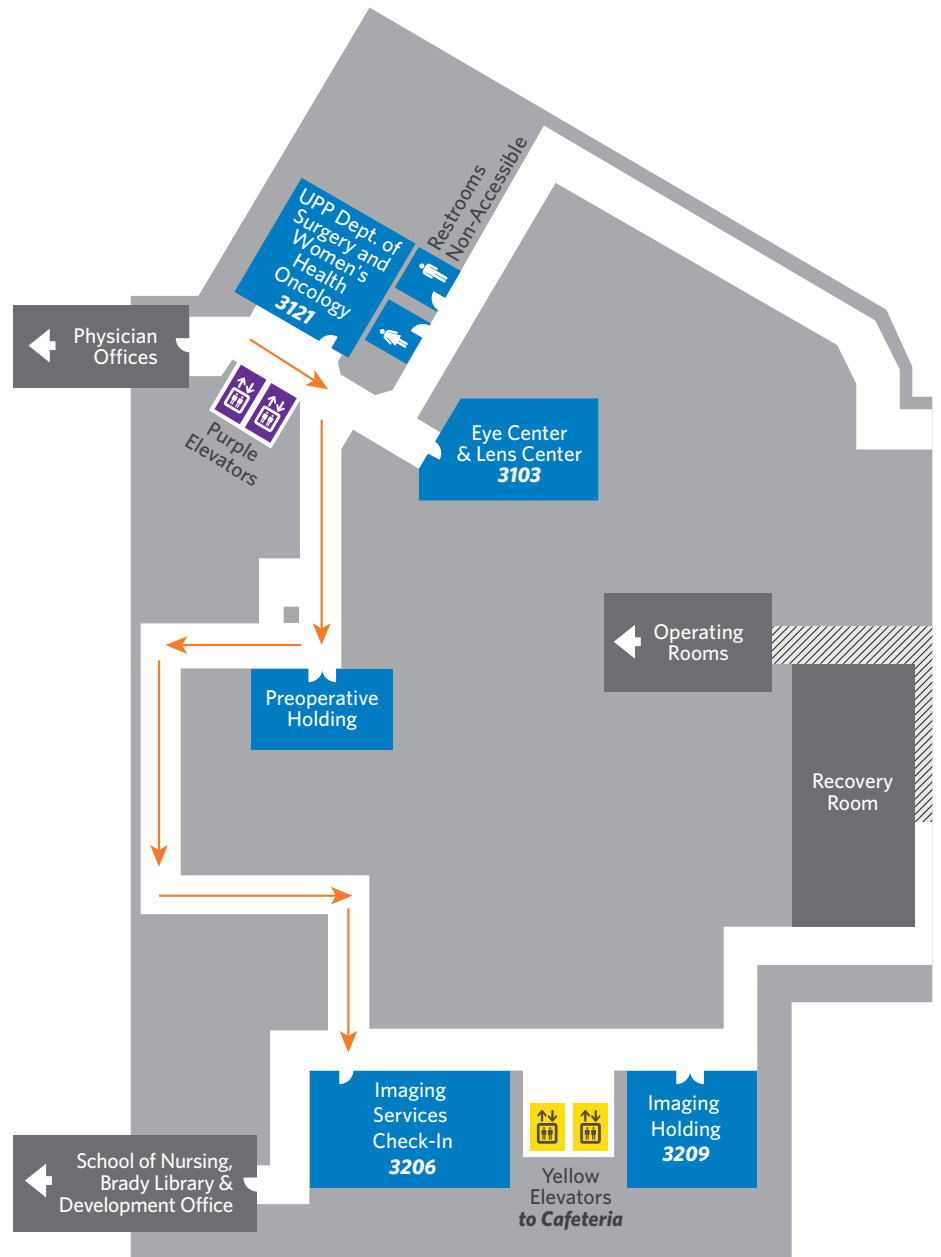 Restrooms
Non-Accessible
UPP Dept. of
Surgery and
Women's
Health
Oncology
3121
Physician
Offices
Purple
Elevators
Eye Center
& Lens Center
3103
Operating
Rooms
Preoperative
Holding
Recovery
Room
Imaging
Services
Check-In
3206
Imaging
Holding
3209
School of Nursing,
Brady Library &
Development Office
Yellow
Elevators
to Cafeteria